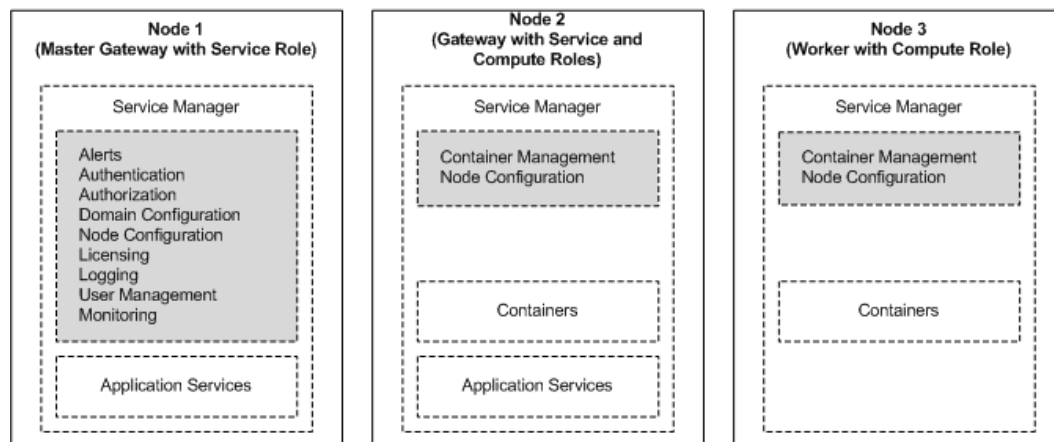 Node 1
(Master Gateway with Service Role)
Service Manager
Alerts
Authentication
Authorization
Domain Configuration
Node Configuration
Licensing
Logging
User Management
Monitoring
Application Services
Node 2
(Gateway with Service and
Compute Roles)
Service Manager
Container Management
Node Configuration
Containers
Application Services
Node 3
(Worker with Compute Role)
Service Manager
Container Management
Node Configuration
Containers